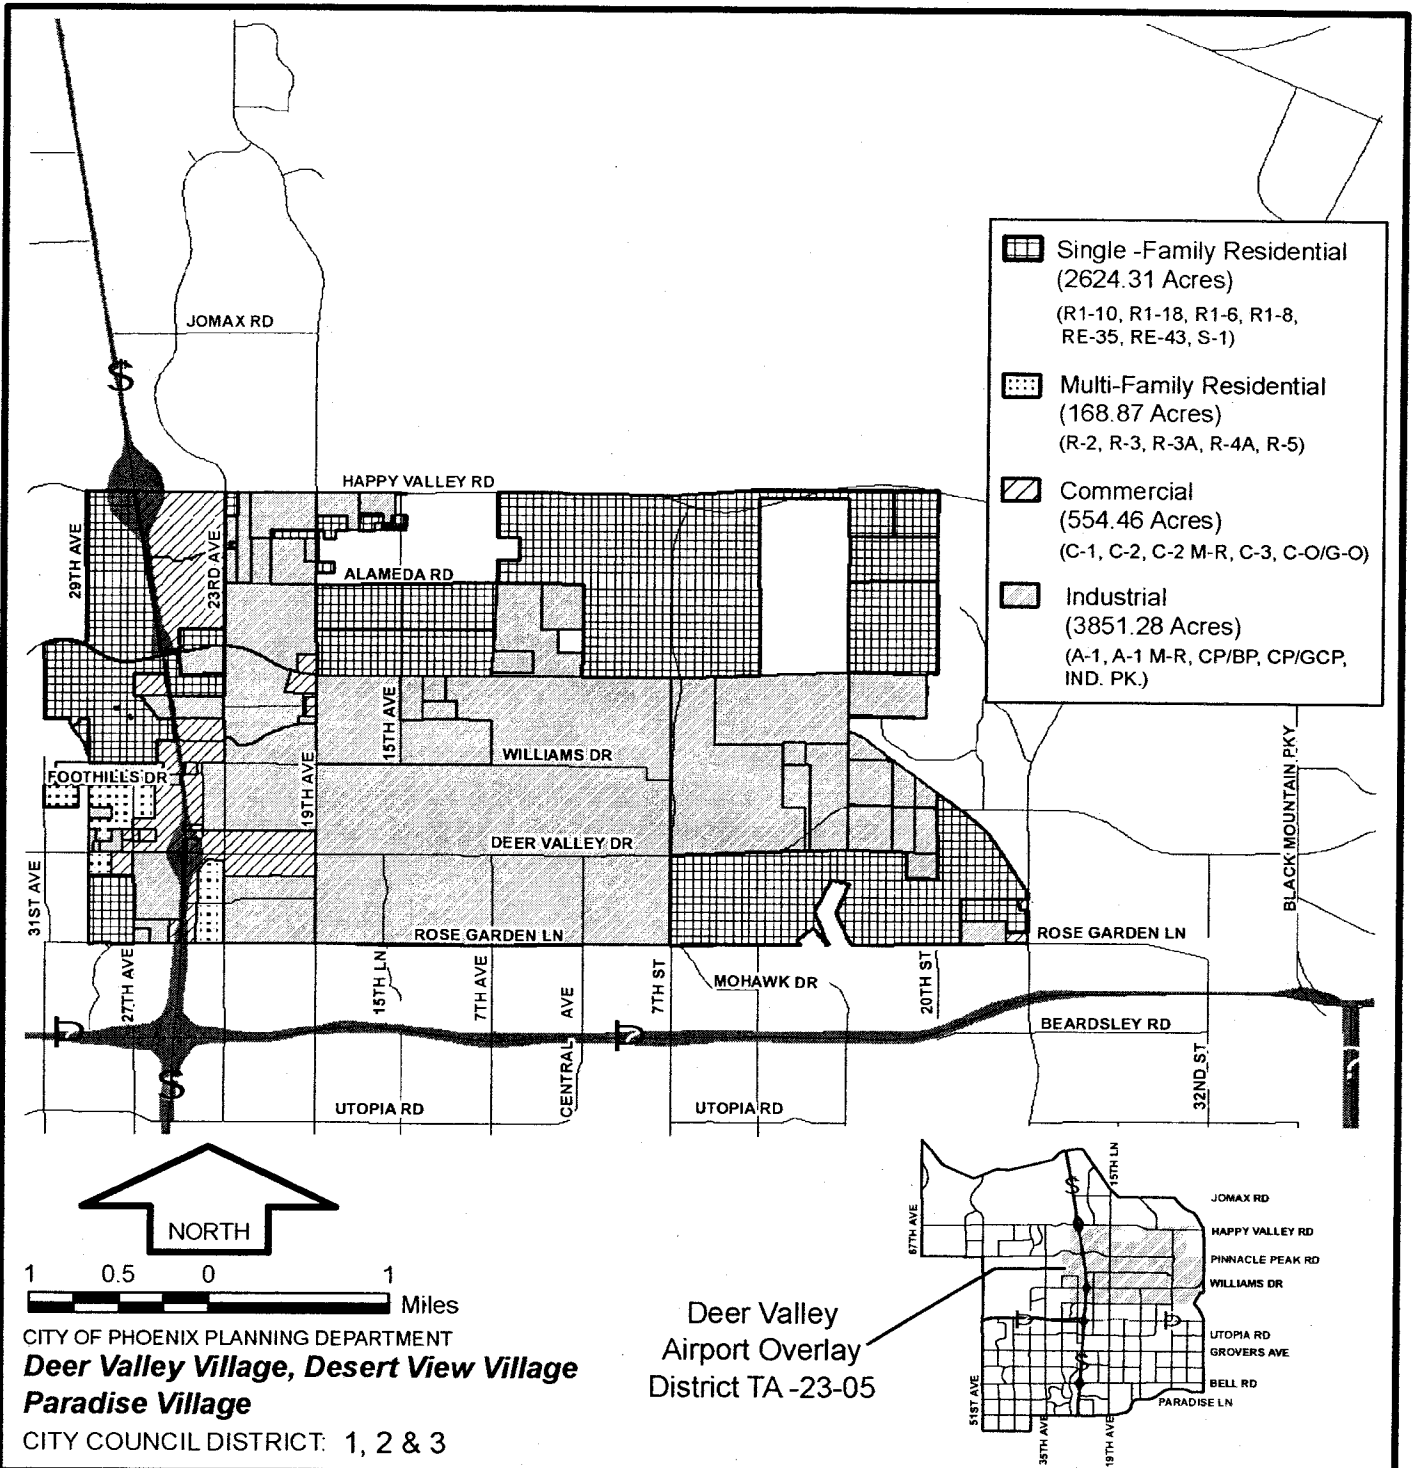 JOMAX RD
$
HAPPY VALLEY RD
29TH AVE
23RD AVE
ALAMEDA RD
15TH AVE
19TH AVE
WILLIAMS DR
FOOTHILLS DR
DEER VALLEY DR
31ST AVE
ROSE GARDEN LN
ROSE GARDEN LN
BLACK MOUNTAIN PKY
27TH AVE
15TH LN
7TH AVE
CENTRAL AVE
7TH ST
MOHAWK DR
20TH ST
BEARDSLEY RD
32ND ST
P
P
$
UTOPIA RD
UTOPIA RD
Single -Family Residential
(2624.31 Acres)
(R1-10, R1-18, R1-6, R1-8,
RE-35, RE-43, S-1)
Multi-Family Residential
(168.87 Acres)
(R-2, R-3, R-3A, R-4A, R-5)
Commercial
(554.46 Acres)
(C-1, C-2, C-2 M-R, C-3, C-O/G-O)
Industrial
(3851.28 Acres)
(A-1, A-1 M-R, CP/BP, CP/GCP,
IND. PK.)
NORTH
1 0.5 0 1
Miles
CITY OF PHOENIX PLANNING DEPARTMENT
Deer Valley Village, Desert View Village
Paradise Village
CITY COUNCIL DISTRICT: 1, 2 & 3
Deer Valley
Airport Overlay
District TA -23-05
15TH LN
$
67TH AVE
JOMAX RD
HAPPY VALLEY RD
PINNACLE PEAK RD
WILLIAMS DR
P
P
UTOPIA RD
GROVERS AVE
$
BELL RD
PARADISE LN
51ST AVE
35TH AVE
19TH AVE